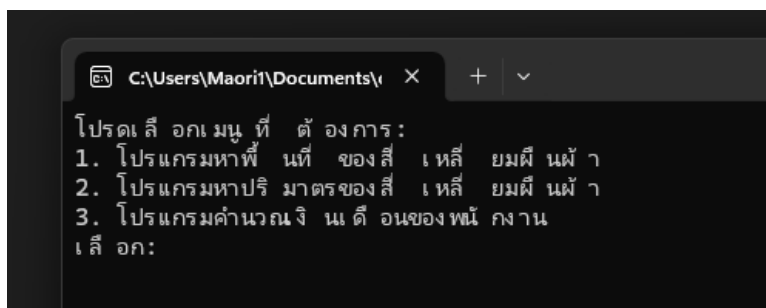 C:\Users\Maori1\Documents\
โปรดเลือกเมนูที่ต้องการ:
1. โปรแกรมหาพื้นที่ของสี่เหลี่ยมผืนผ้า
2. โปรแกรมหาปริมาตรของสี่เหลี่ยมผืนผ้า
3. โปรแกรมคำนวณเงินเดือนของพนักงาน
เลือก: